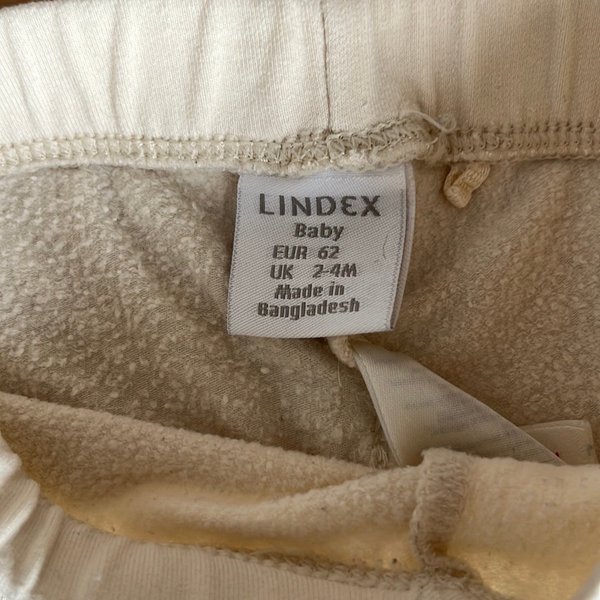 LINDEX
Baby
EUR 62
UK 2-4M
Made in
Bangladesh